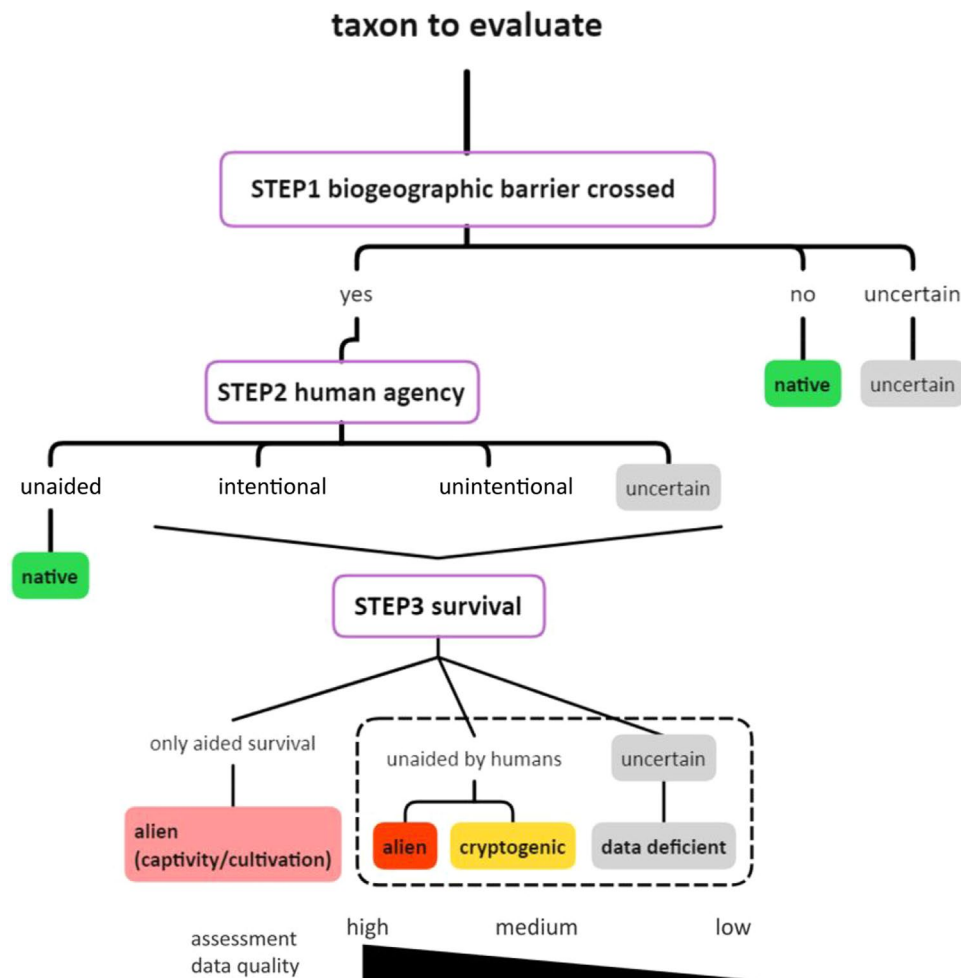 taxon to evaluate
STEP1 biogeographic barrier crossed
yes
no
uncertain
STEP2 human agency
native
uncertain
unaided
intentional
unintentional
uncertain
native
STEP3 survival
only aided survival
unaided by humans
uncertain
alien
(captivity/cultivation)
alien
cryptogenic
data deficient
high
medium
low
assessment
data quality